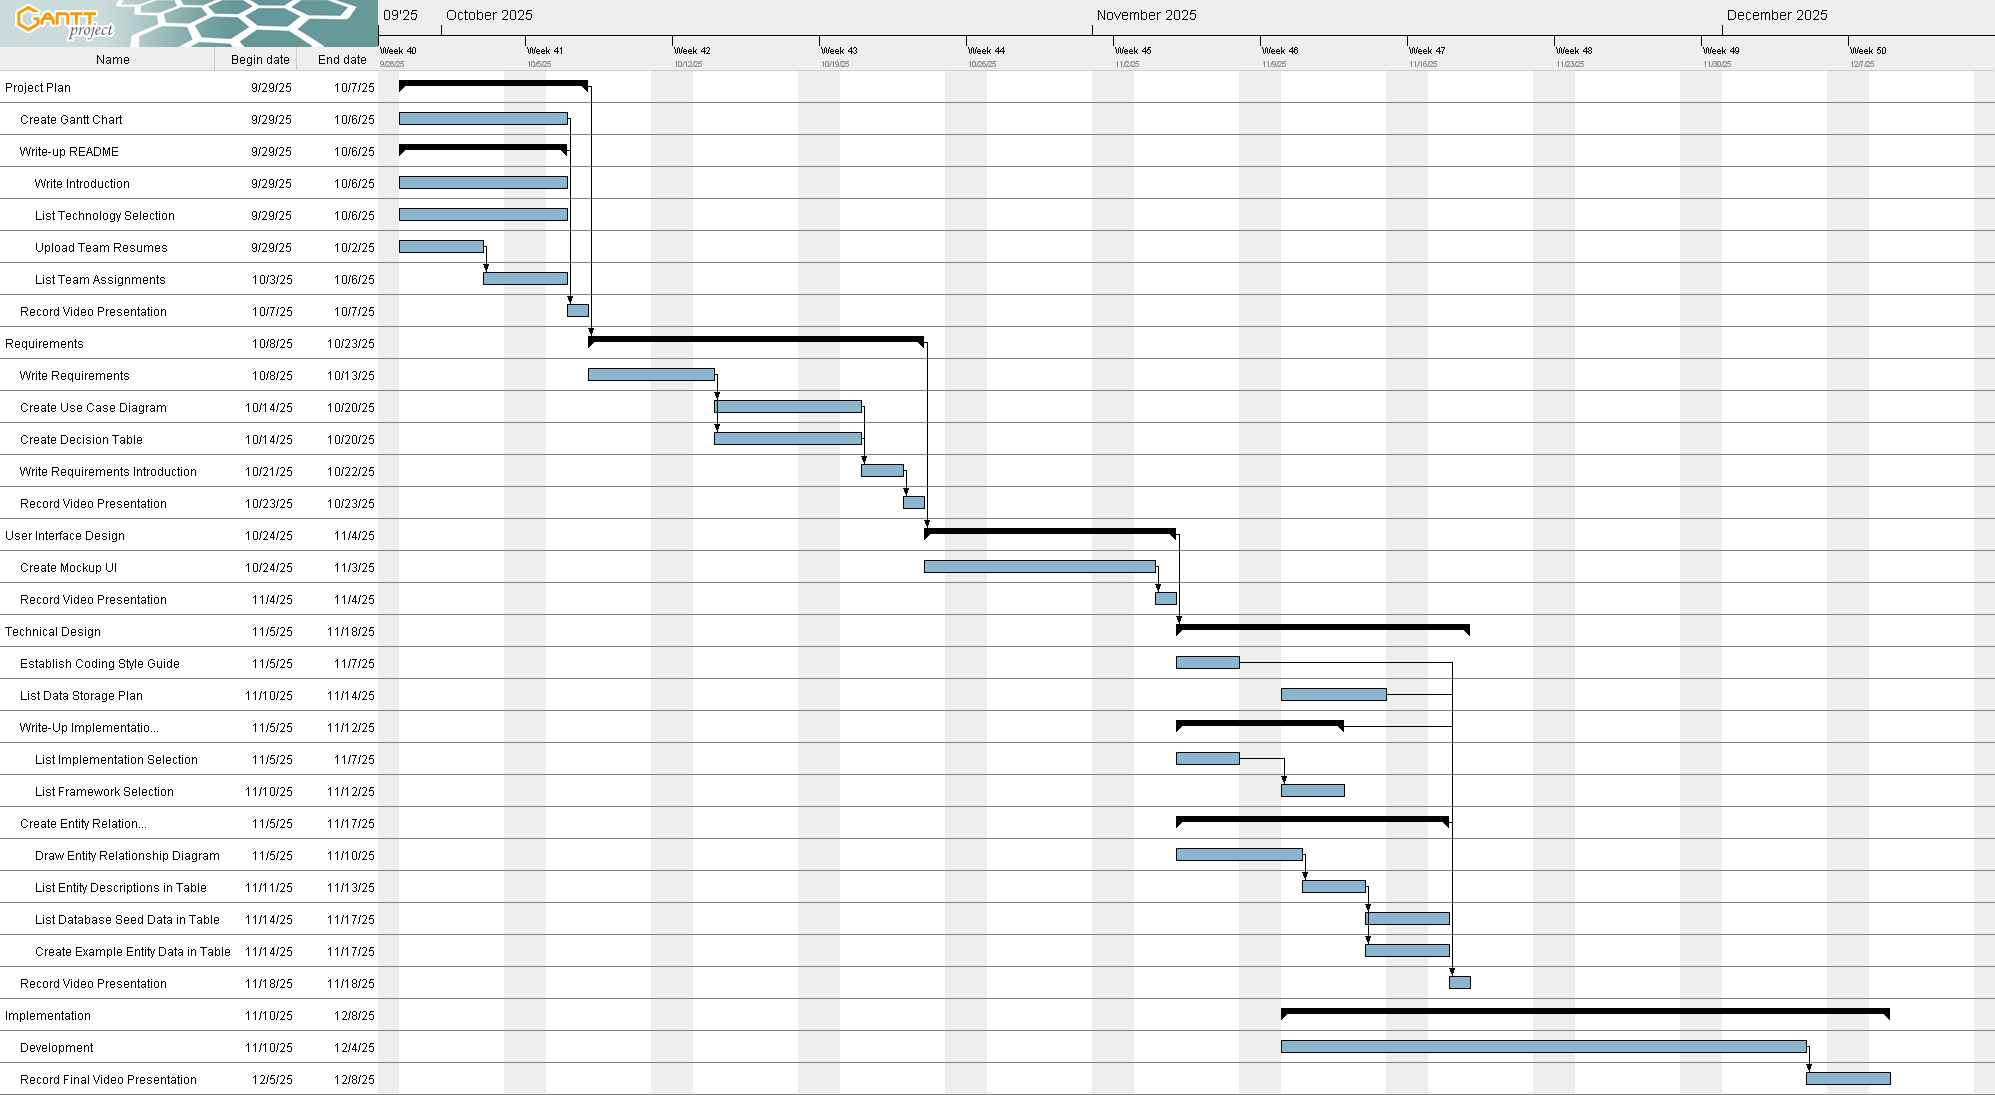 GANTT project
09'25 October 2025 November 2025 December 2025
Week 40 Week 41 Week 42 Week 43 Week 44 Week 45 Week 46 Week 47 Week 48 Week 49 Week 50
Name Begin date End date 9/28/25 10/5/25 10/12/25 10/19/25 10/26/25 11/2/25 11/9/25 11/16/25 11/23/25 11/30/25 12/7/25
Project Plan 9/29/25 10/7/25
Create Gantt Chart 9/29/25 10/6/25
Write-up README 9/29/25 10/6/25
Write Introduction 9/29/25 10/6/25
List Technology Selection 9/29/25 10/6/25
Upload Team Resumes 9/29/25 10/2/25
List Team Assignments 10/3/25 10/6/25
Record Video Presentation 10/7/25 10/7/25
Requirements 10/8/25 10/23/25
Write Requirements 10/8/25 10/13/25
Create Use Case Diagram 10/14/25 10/20/25
Create Decision Table 10/14/25 10/20/25
Write Requirements Introduction 10/21/25 10/22/25
Record Video Presentation 10/23/25 10/23/25
User Interface Design 10/24/25 11/4/25
Create Mockup UI 10/24/25 11/3/25
Record Video Presentation 11/4/25 11/4/25
Technical Design 11/5/25 11/18/25
Establish Coding Style Guide 11/5/25 11/7/25
List Data Storage Plan 11/10/25 11/14/25
Write-Up Implementatio... 11/5/25 11/12/25
List Implementation Selection 11/5/25 11/7/25
List Framework Selection 11/10/25 11/12/25
Create Entity Relation... 11/5/25 11/17/25
Draw Entity Relationship Diagram 11/5/25 11/10/25
List Entity Descriptions in Table 11/11/25 11/13/25
List Database Seed Data in Table 11/14/25 11/17/25
Create Example Entity Data in Table 11/14/25 11/17/25
Record Video Presentation 11/18/25 11/18/25
Implementation 11/10/25 12/8/25
Development 11/10/25 12/4/25
Record Final Video Presentation 12/5/25 12/8/25